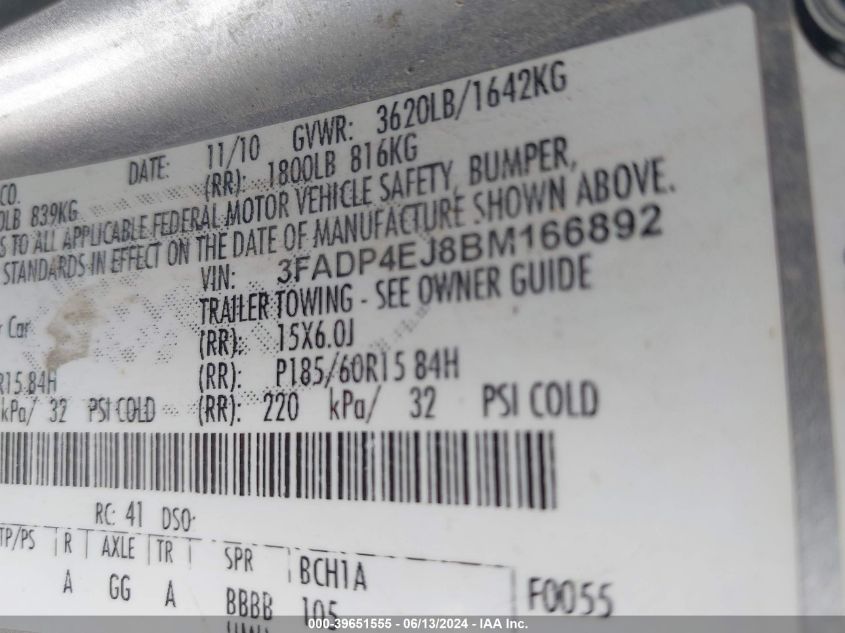 DATE: 11/10 GVWR: 3620LB/1642KG
CO. (RR): 1800LB 816KG
0LB 839KG
S TO ALL APPLICABLE FEDERAL MOTOR VEHICLE SAFETY, BUMPER,
STANDARDS IN EFFECT ON THE DATE OF MANUFACTURE SHOWN ABOVE.
VIN: 3FADP4EJ8BM166892
TRAILER TOWING - SEE OWNER GUIDE
Car (RR): 15X6.0J
R15 84H (RR): P185/60R15 84H
kPa/ 32 PSI COLD (RR): 220 kPa/ 32 PSI COLD
RC: 41 DSO:
TP/PS R AXLE TR SPR BCH1A
A GG A BBBB 105 F0055
000-39651555 - 06/13/2024 - IAA Inc.